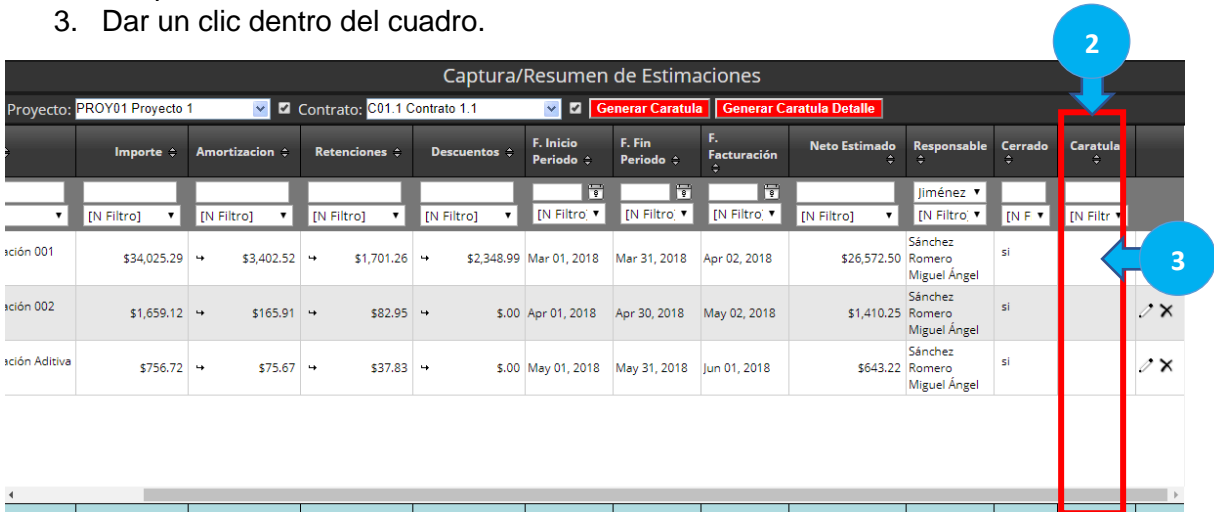 3. Dar un clic dentro del cuadro.
2
Captura/Resumen de Estimaciones
Proyecto: PROY01 Proyecto 1 Contrato: C01.1 Contrato 1.1 Generar Caratula Generar Caratula Detalle
Importe Amortizacion Retenciones Descuentos F. Inicio Periodo F. Fin Periodo F. Facturación Neto Estimado Responsable Cerrado Caratula
Jiménez
[N Filtro] [N Filtro] [N Filtro] [N Filtro] [N Filtro] [N Filtro] [N Filtro] [N Filtro] [N Filtro] [N F [N Filtr
ación 001 $34,025.29 $3,402.52 $1,701.26 $2,348.99 Mar 01, 2018 Mar 31, 2018 Apr 02, 2018 $26,572.50 Sánchez Romero Miguel Ángel si
3
ación 002 $1,659.12 $165.91 $82.95 $.00 Apr 01, 2018 Apr 30, 2018 May 02, 2018 $1,410.25 Sánchez Romero Miguel Ángel si
ación Aditiva $756.72 $75.67 $37.83 $.00 May 01, 2018 May 31, 2018 Jun 01, 2018 $643.22 Sánchez Romero Miguel Ángel si